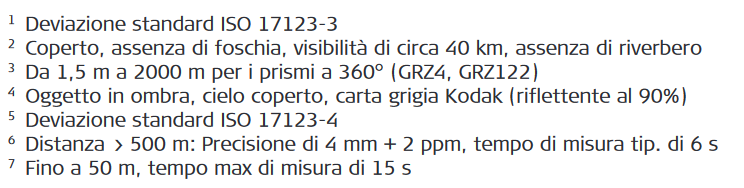 ¹ Deviazione standard ISO 17123-3
² Coperto, assenza di foschia, visibilità di circa 40 km, assenza di riverbero
³ Da 1,5 m a 2000 m per i prismi a 360° (GRZ4, GRZ122)
⁴ Oggetto in ombra, cielo coperto, carta grigia Kodak (riflettente al 90%)
⁵ Deviazione standard ISO 17123-4
⁶ Distanza > 500 m: Precisione di 4 mm + 2 ppm, tempo di misura tip. di 6 s
⁷ Fino a 50 m, tempo max di misura di 15 s